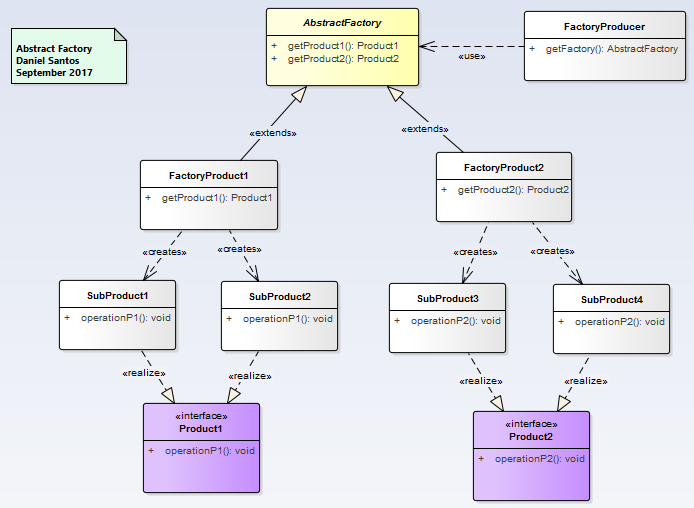 Abstract Factory
Daniel Santos
September 2017
AbstractFactory
+ getProduct1(): Product1
+ getProduct2(): Product2
FactoryProducer
+ getFactory(): AbstractFactory
«use»
«extends»
«extends»
FactoryProduct1
+ getProduct1(): Product1
FactoryProduct2
+ getProduct2(): Product2
«creates»
«creates»
«creates»
«creates»
SubProduct1
+ operationP1(): void
SubProduct2
+ operationP1(): void
SubProduct3
+ operationP2(): void
SubProduct4
+ operationP2(): void
«realize»
«realize»
«realize»
«realize»
«interface»
Product1
+ operationP1(): void
«interface»
Product2
+ operationP2(): void